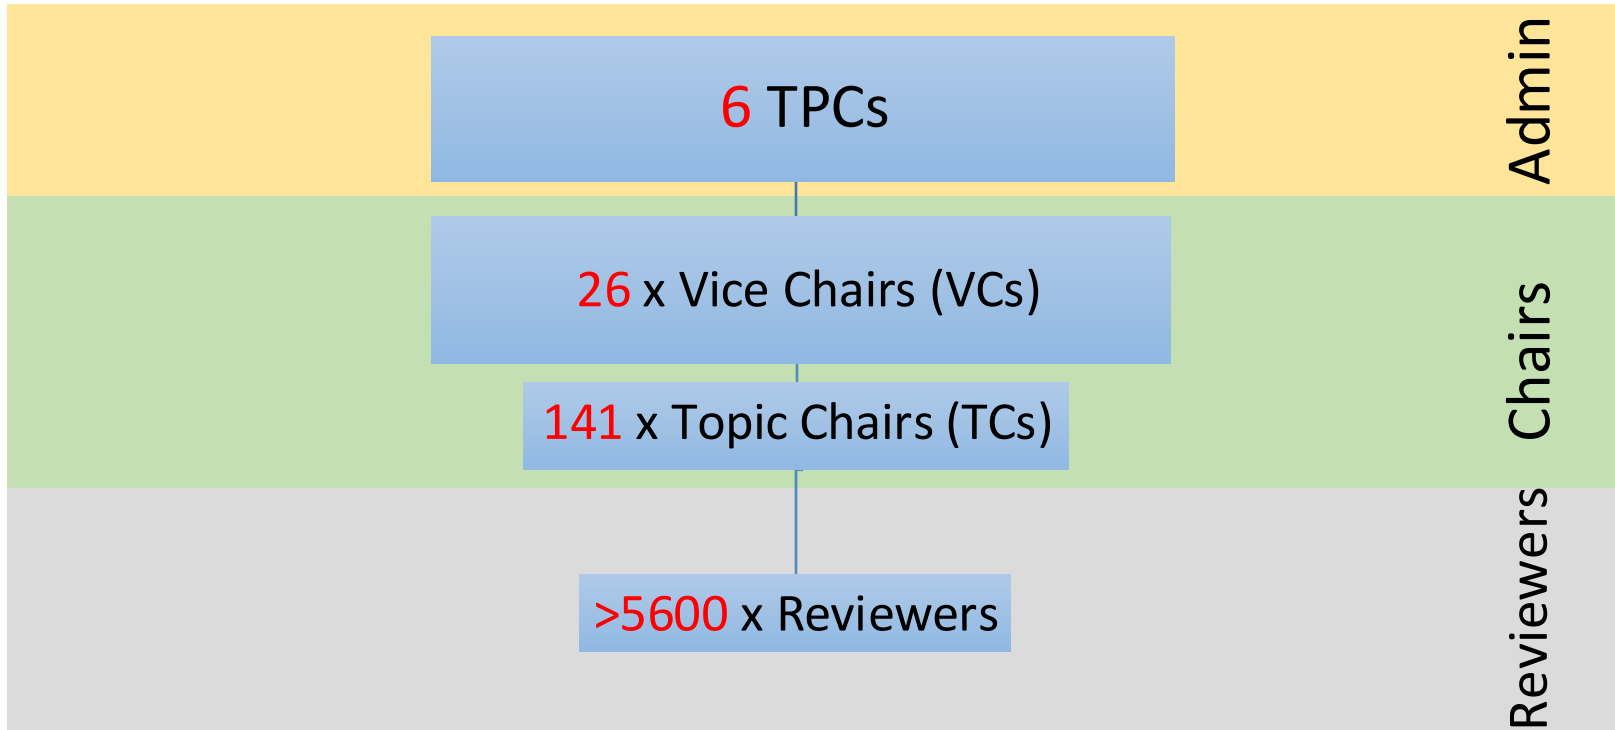 6 TPCs
Admin
26 x Vice Chairs (VCs)
141 x Topic Chairs (TCs)
Chairs
>5600 x Reviewers
Reviewers